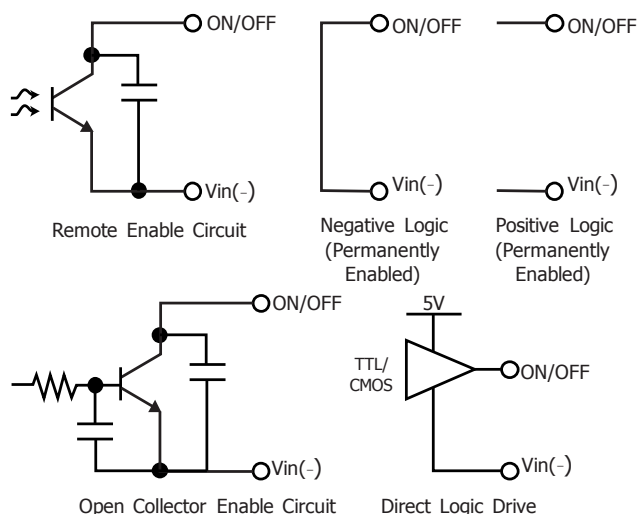 ON/OFF
Vin(-)
Remote Enable Circuit
ON/OFF
Vin(-)
Negative Logic
(Permanently
Enabled)
ON/OFF
Vin(-)
Positive Logic
(Permanently
Enabled)
ON/OFF
Vin(-)
Open Collector Enable Circuit
5V
TTL/
CMOS
ON/OFF
Vin(-)
Direct Logic Drive